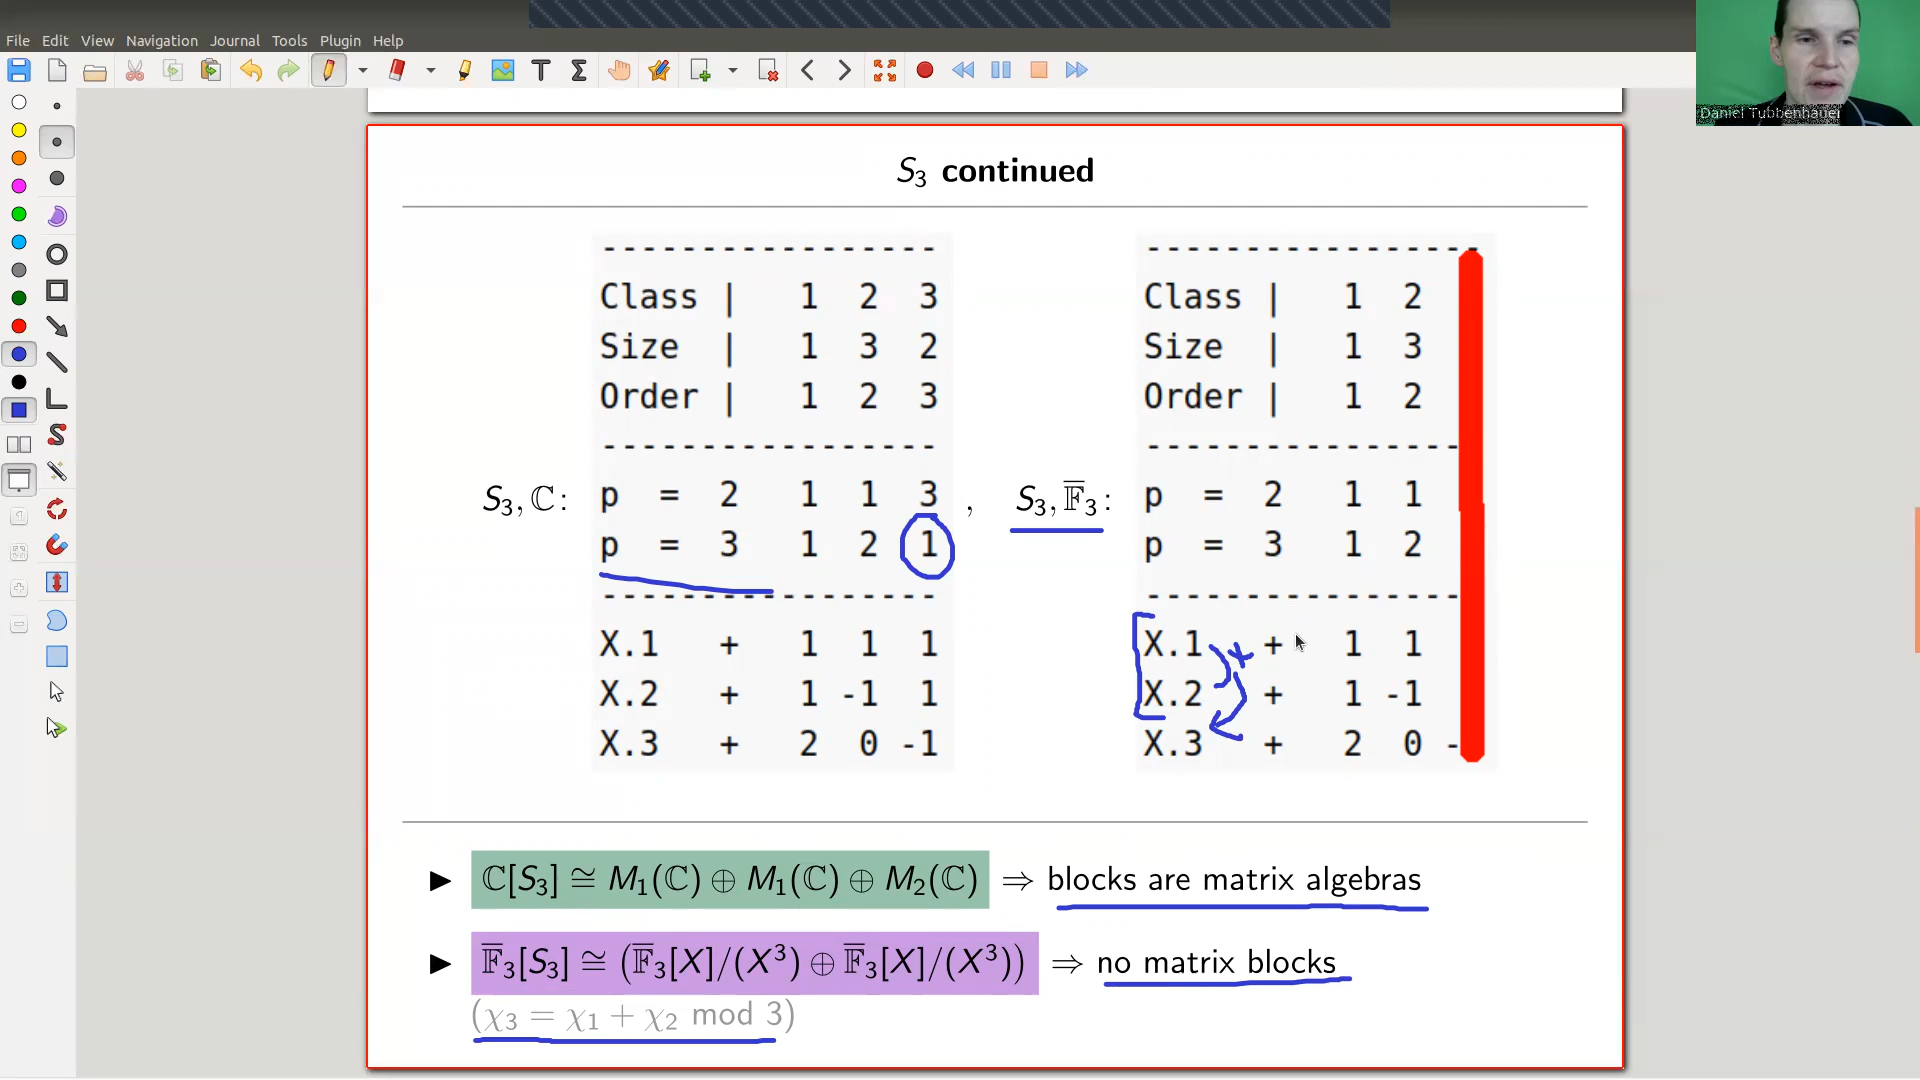 File Edit View Navigation Journal Tools Plugin Help
Daniel Tubbenhauer
S₃ continued
Class | 1 2 3
Size | 1 3 2
Order | 1 2 3
S₃, ℂ: p = 2 1 1 3
p = 3 1 2 1
X.1 + 1 1 1
X.2 + 1 -1 1
X.3 + 2 0 -1
,
Class | 1 2
Size | 1 3
Order | 1 2
S₃, 𝔽̅₃: p = 2 1 1
p = 3 1 2
X.1 + 1 1
X.2 + 1 -1
X.3 + 2 0 -
▶ ℂ[S₃] ≅ M₁(ℂ) ⊕ M₁(ℂ) ⊕ M₂(ℂ) ⇒ blocks are matrix algebras
▶ 𝔽̅₃[S₃] ≅ (𝔽̅₃[X]/(X³) ⊕ 𝔽̅₃[X]/(X³)) ⇒ no matrix blocks
(χ₃ = χ₁ + χ₂ mod 3)